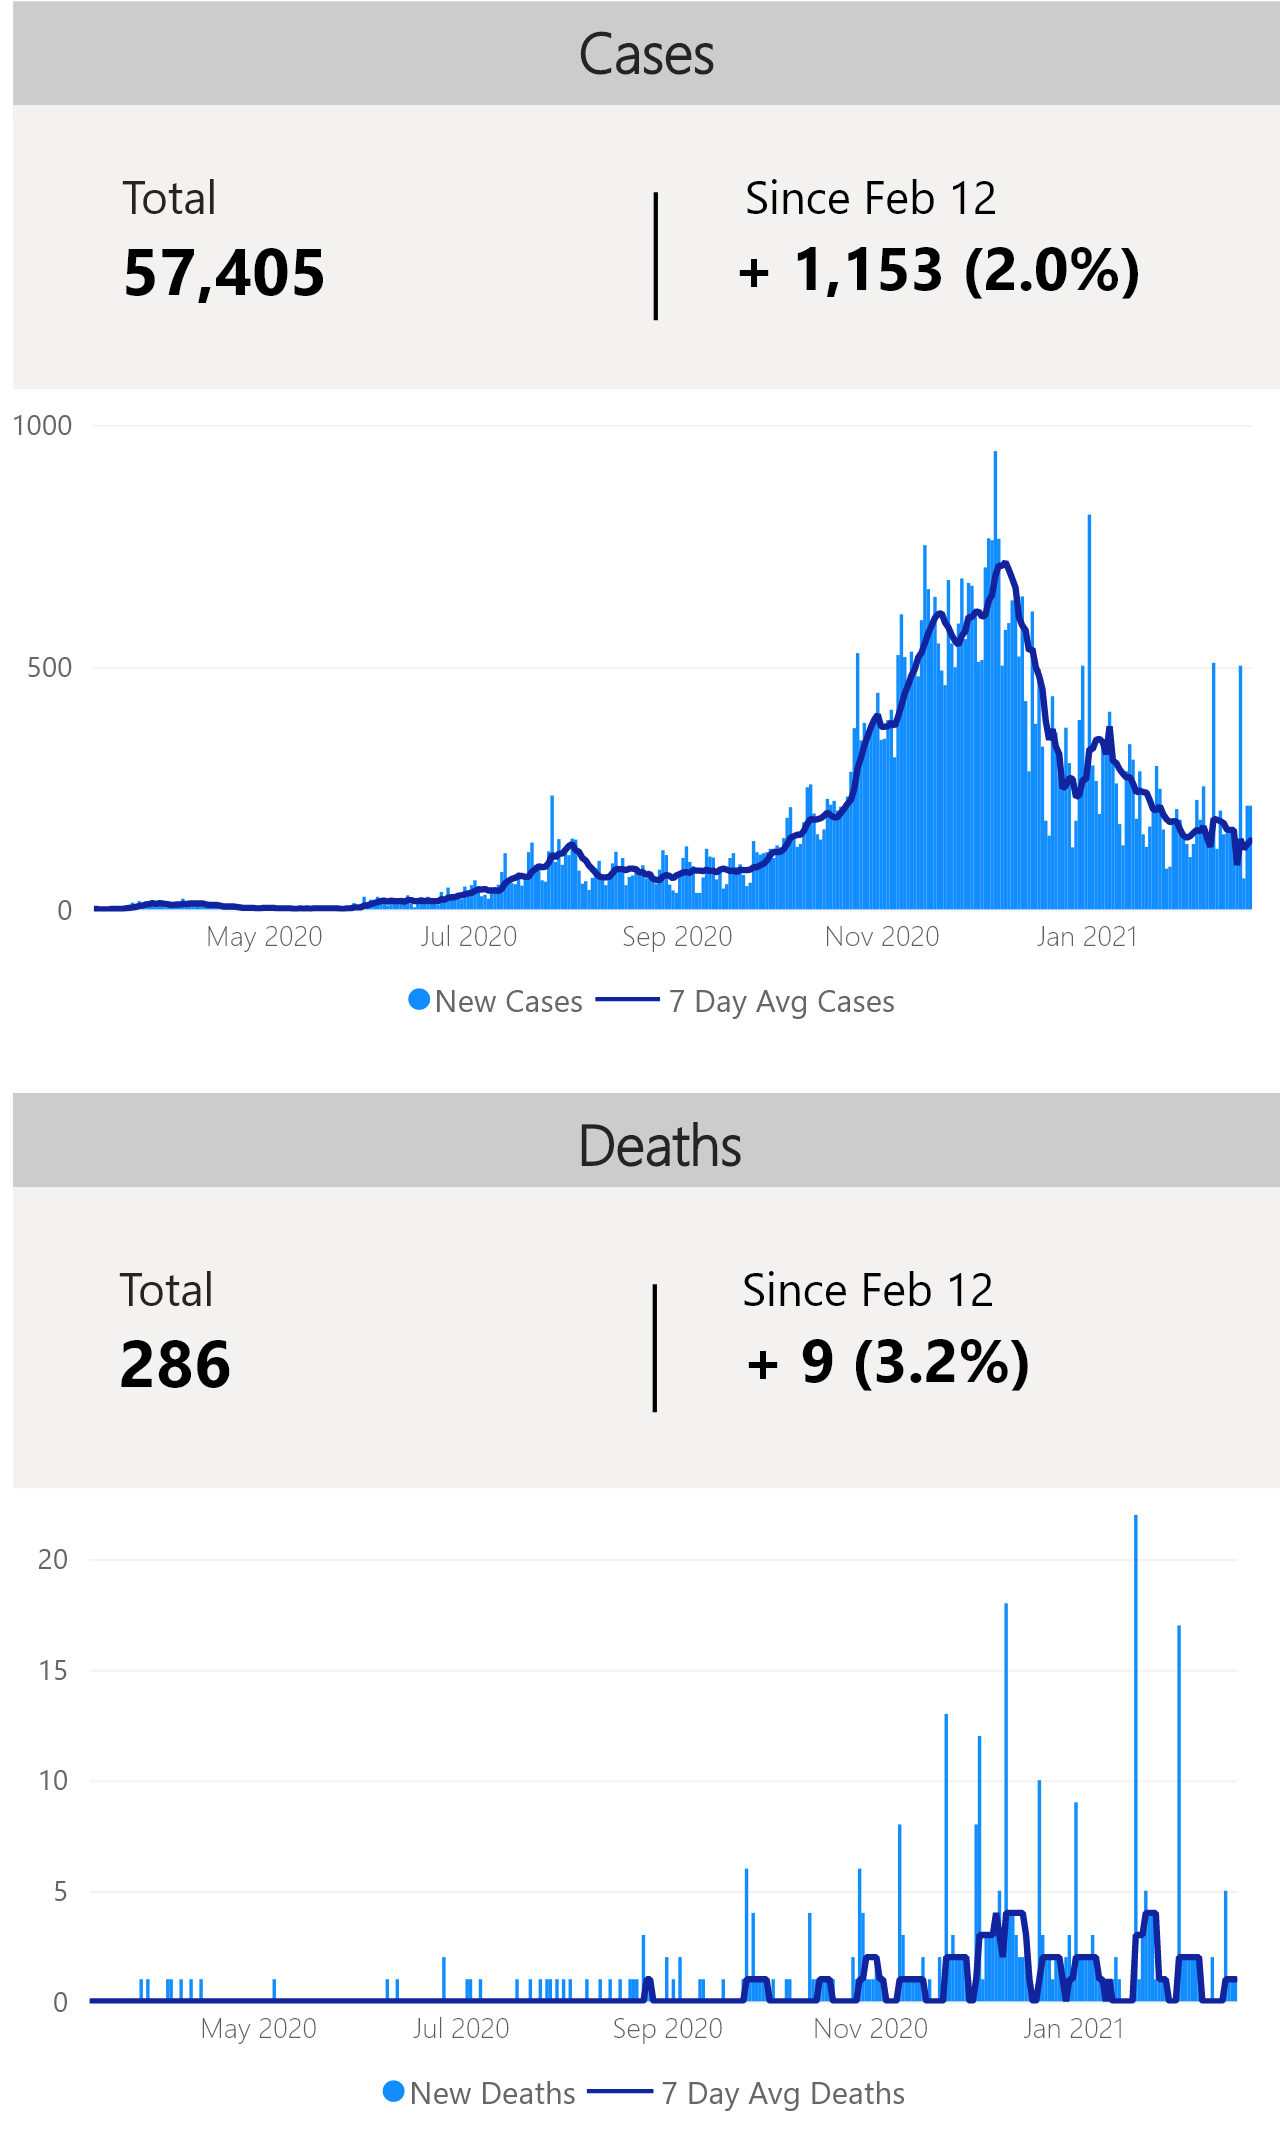 Cases
Total
Since Feb 12
57,405
+ 1,153 (2.0%)
1000
500
0
May 2020 Jul 2020 Sep 2020 Nov 2020 Jan 2021
New Cases 7 Day Avg Cases
Deaths
Total
Since Feb 12
286
+ 9 (3.2%)
20
15
10
5
0
May 2020 Jul 2020 Sep 2020 Nov 2020 Jan 2021
New Deaths 7 Day Avg Deaths